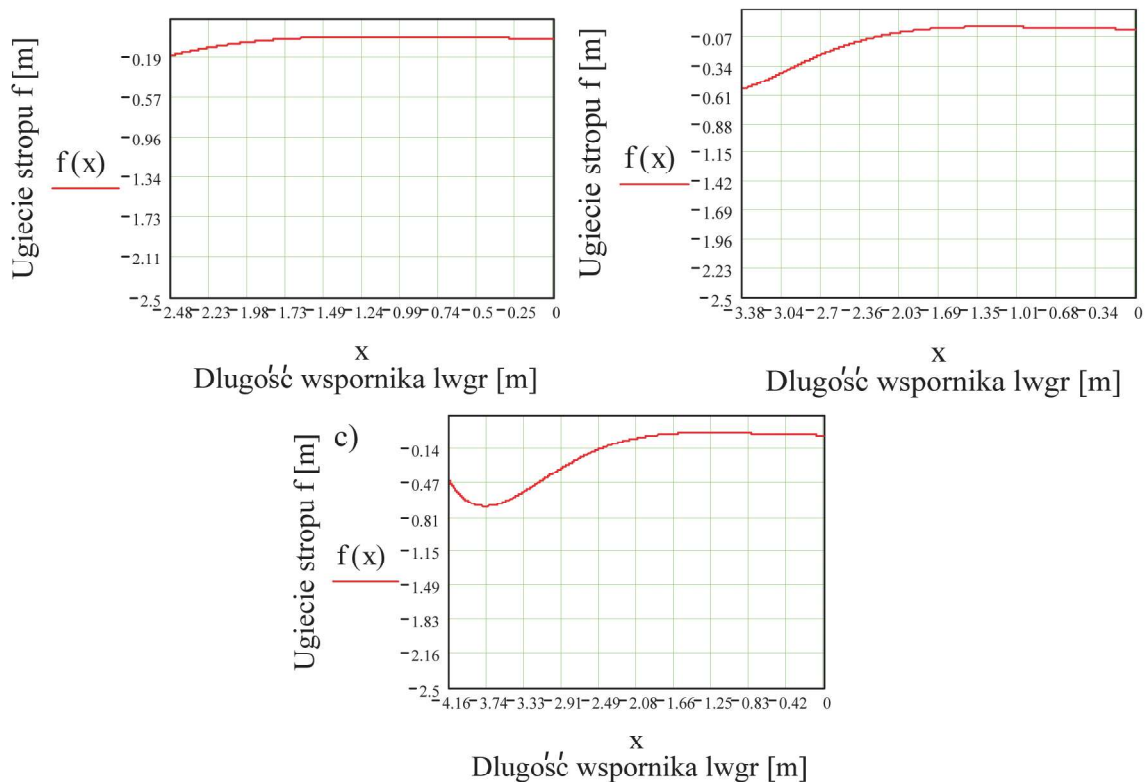 Ugiecie stropu f [m]
f(x)
-0.19
-0.57
-0.96
-1.34
-1.73
-2.11
-2.5
-2.48 -2.23 -1.98 -1.73 -1.49 -1.24 -0.99 -0.74 -0.5 -0.25 0
x
Dlugość wspornika lwgr [m]
Ugiecie stropu f [m]
f(x)
-0.07
-0.34
-0.61
-0.88
-1.15
-1.42
-1.69
-1.96
-2.23
-2.5
-3.38 -3.04 -2.7 -2.36 -2.03 -1.69 -1.35 -1.01 -0.68 -0.34 0
x
Dlugość wspornika lwgr [m]
c)
Ugiecie stropu f [m]
f(x)
-0.14
-0.47
-0.81
-1.15
-1.49
-1.83
-2.16
-2.5
-4.16 -3.74 -3.33 -2.91 -2.49 -2.08 -1.66 -1.25 -0.83 -0.42 0
x
Dlugość wspornika lwgr [m]